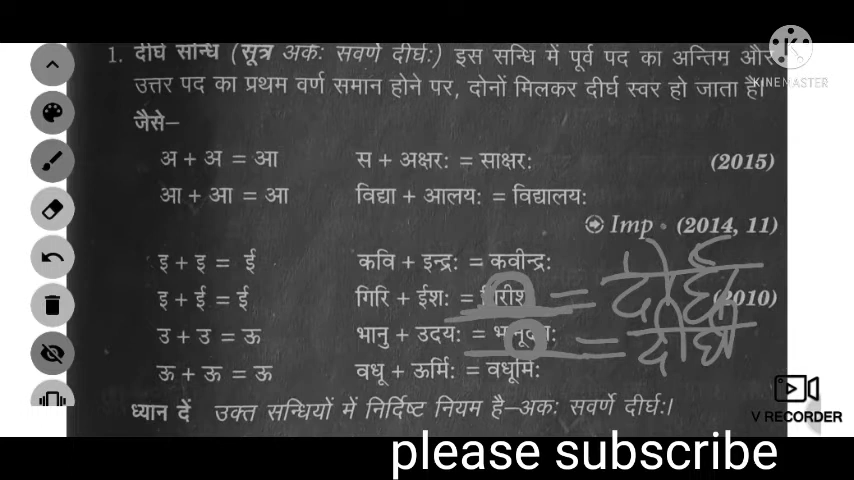 1. दीर्घ सन्धि (सूत्र अकः सवर्णे दीर्घः) इस सन्धि में पूर्व पद का अन्तिम और
उत्तर पद का प्रथम वर्ण समान होने पर, दोनों मिलकर दीर्घ स्वर हो जाता है।
जैसे–
अ + अ = आ स + अक्षरः = साक्षरः (2015)
आ + आ = आ विद्या + आलयः = विद्यालयः
Imp • (2014, 11)
इ + इ = ई कवि + इन्द्रः = कवीन्द्रः
इ + ई = ई गिरि + ईशः = गिरीश = दीर्घ (2010)
उ + उ = ऊ भानु + उदयः = = दीर्घ
ऊ + ऊ = ऊ वधू + ऊर्मिः = वधूर्मिः
ध्यान दें उक्त सन्धियों में निर्दिष्ट नियम है–अकः सवर्णे दीर्घः।
K
KINEMASTER
V RECORDER
please subscribe